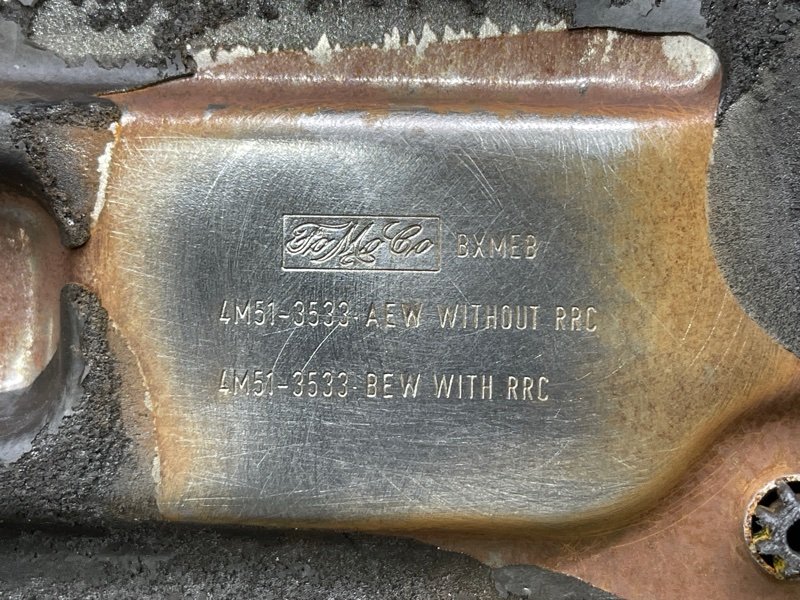 FoMoCo BXMEB
4M51-3533-AEW WITHOUT RRC
4M51-3533-BEW WITH RRC